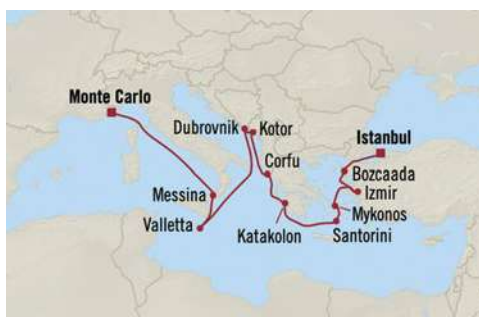 Monte Carlo
Dubrovnik
Kotor
Istanbul
Corfu
Bozcaada
Izmir
Messina
Mykonos
Valletta
Katakolon
Santorini